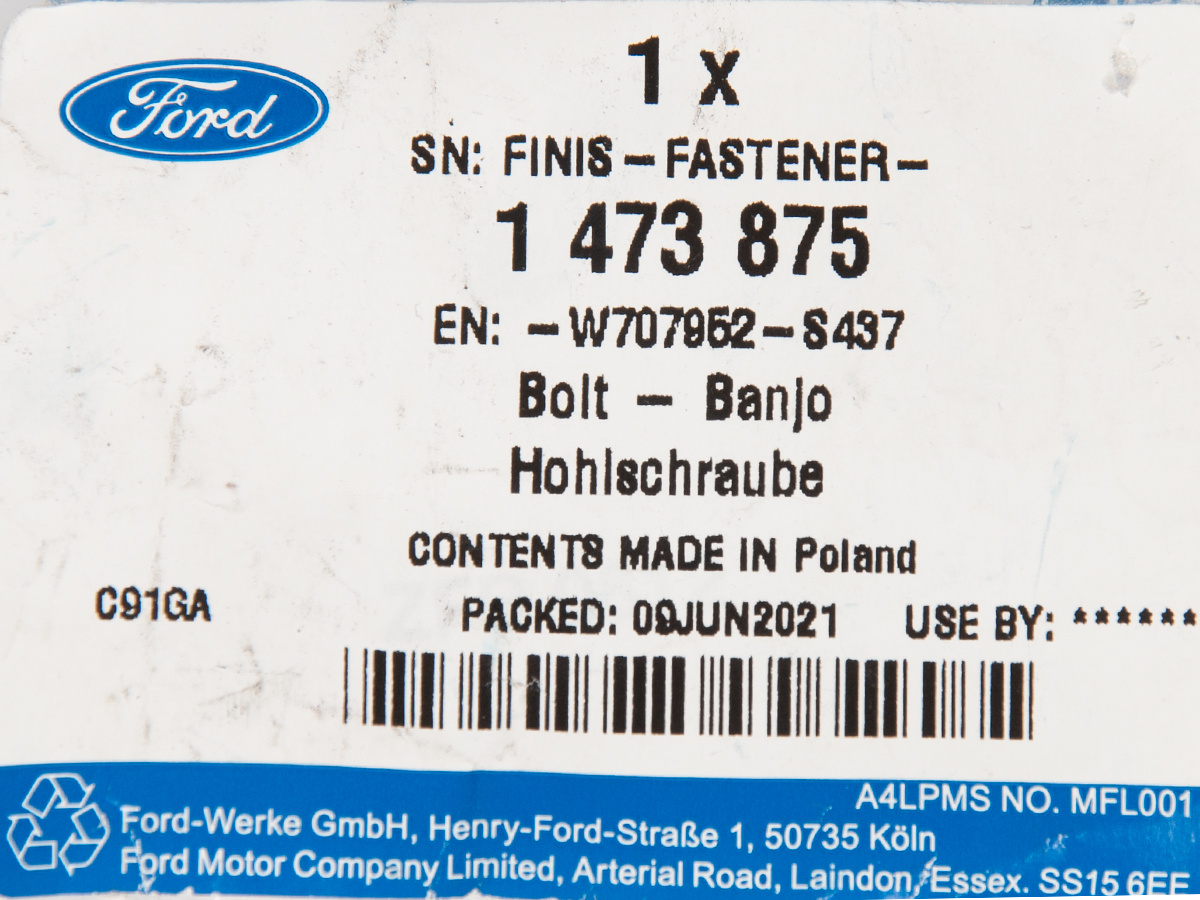 Ford
1 x
SN: FINIS - FASTENER -
1 473 875
EN: -W707952-S437
Bolt - Banjo
Hohlschraube
CONTENTS MADE IN Poland
C91GA PACKED: 09JUN2021 USE BY: ******
A4LPMS NO. MFL001
Ford-Werke GmbH, Henry-Ford-Straße 1, 50735 Köln
Ford Motor Company Limited, Arterial Road, Laindon, Essex. SS15 6EE